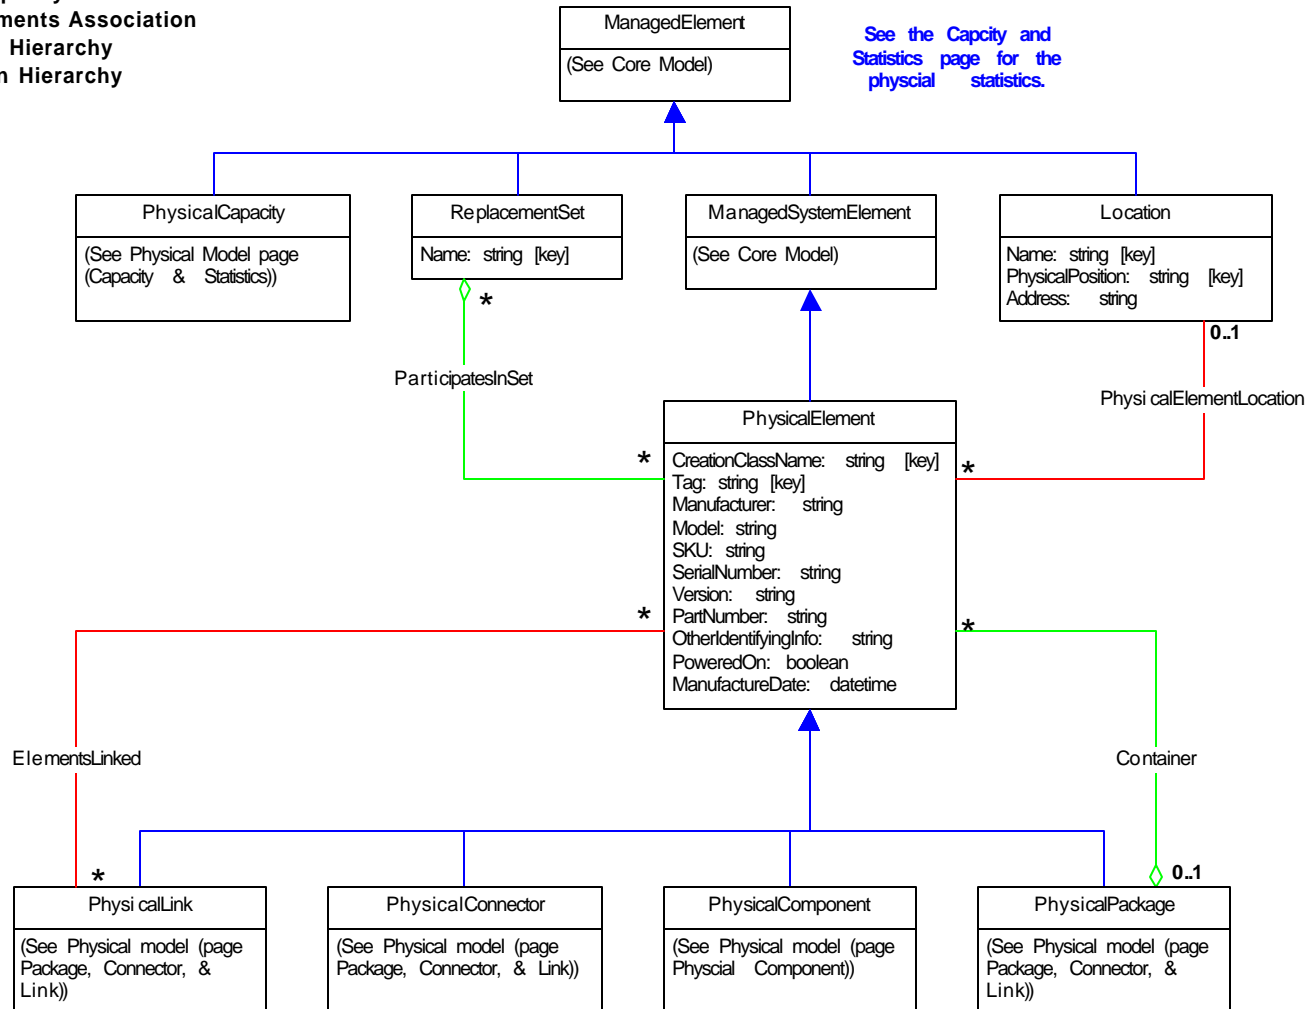 ments Association
Hierarchy
n Hierarchy
ManagedElement
(See Core Model)
See the Capcity and
Statistics page for the
physcial statistics.
PhysicalCapacity
(See Physical Model page
(Capacity & Statistics))
ReplacementSet
Name: string [key]
ManagedSystemElement
(See Core Model)
Location
Name: string [key]
PhysicalPosition: string [key]
Address: string
*
0..1
ParticipatesInSet
PhysicalElementLocation
PhysicalElement
CreationClassName: string [key]
Tag: string [key]
Manufacturer: string
Model: string
SKU: string
SerialNumber: string
Version: string
PartNumber: string
OtherIdentifyingInfo: string
PoweredOn: boolean
ManufactureDate: datetime
*
*
*
*
ElementsLinked
Container
*
0..1
PhysicalLink
(See Physical model (page
Package, Connector, &
Link))
PhysicalConnector
(See Physical model (page
Package, Connector, & Link))
PhysicalComponent
(See Physical model (page
Physcial Component))
PhysicalPackage
(See Physical model (page
Package, Connector, &
Link))